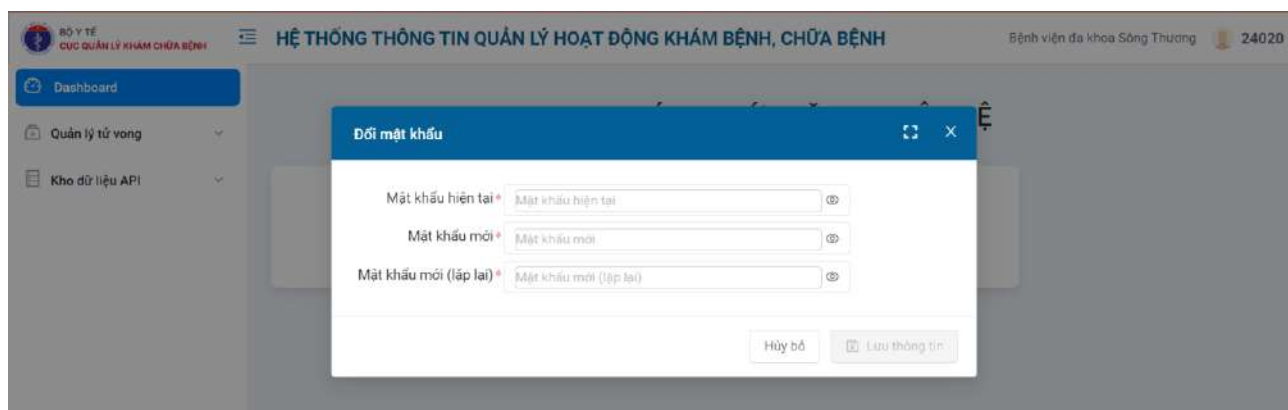 BỘ Y TẾ
CỤC QUẢN LÝ KHÁM CHỮA BỆNH
HỆ THỐNG THÔNG TIN QUẢN LÝ HOẠT ĐỘNG KHÁM BỆNH, CHỮA BỆNH
Bệnh viện đa khoa Sông Thương
24020
Dashboard
Quản lý tử vong
Kho dữ liệu API
Đổi mật khẩu
Mật khẩu hiện tại *
Mật khẩu hiện tại
Mật khẩu mới *
Mật khẩu mới
Mật khẩu mới (lặp lại) *
Mật khẩu mới (lặp lại)
Hủy bỏ
Lưu thông tin